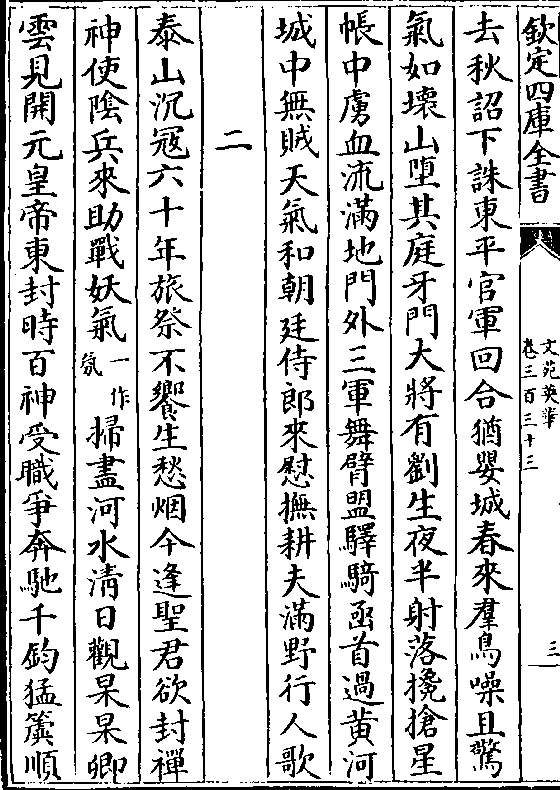 欽定四庫全書
文苑英華
卷三百三十三
三
去秋詔下誅東平官軍回合猶嬰城春來羣烏噪且驚
氣如壞山墮其庭牙門大將有劉生夜半射落攙搶星
帳中虜血流滿地門外三軍舞臂盟驛騎函首過黄河
城中無賊天氣和朝廷侍郎來慰撫耕夫滿野行人歌
二
泰山沉冦六十年旅祭不饗生愁烟今逢聖君欲封禪
神使陰兵來助戰妖氣一作氛掃盡河水清日觀杲杲卿
雲見開元皇帝東封時百神受職爭奔馳千鈞猛簴順